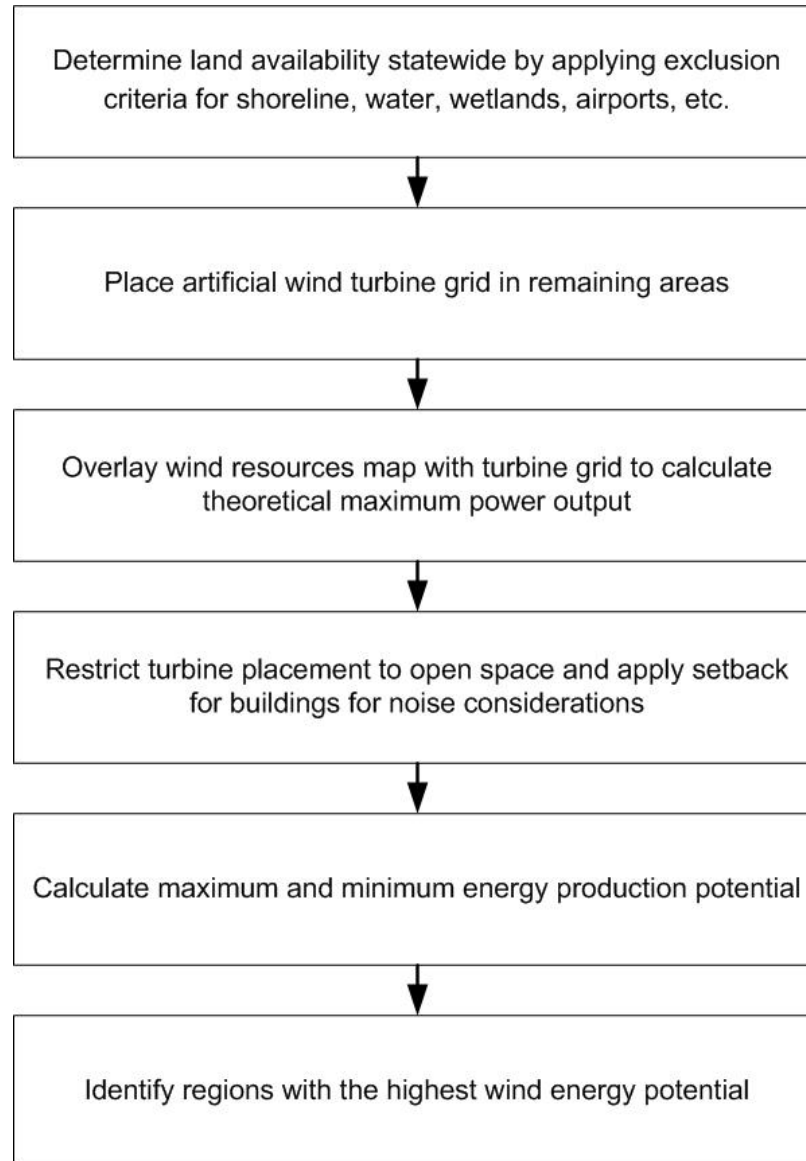 Determine land availability statewide by applying exclusion
criteria for shoreline, water, wetlands, airports, etc.
Place artificial wind turbine grid in remaining areas
Overlay wind resources map with turbine grid to calculate
theoretical maximum power output
Restrict turbine placement to open space and apply setback
for buildings for noise considerations
Calculate maximum and minimum energy production potential
Identify regions with the highest wind energy potential